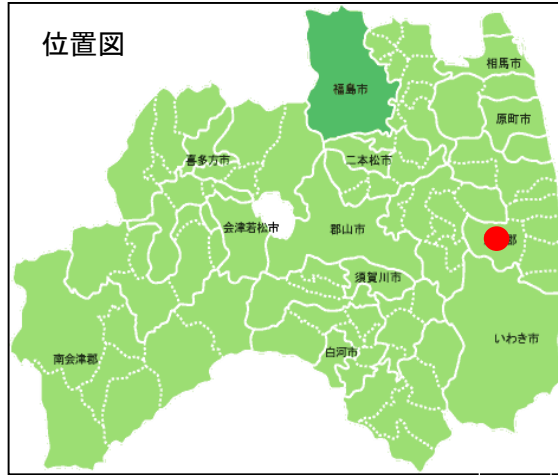 位置図
福島市
相馬市
原町市
喜多方市
二本松市
会津若松市
郡山市
郡
須賀川市
いわき市
白河市
南会津郡